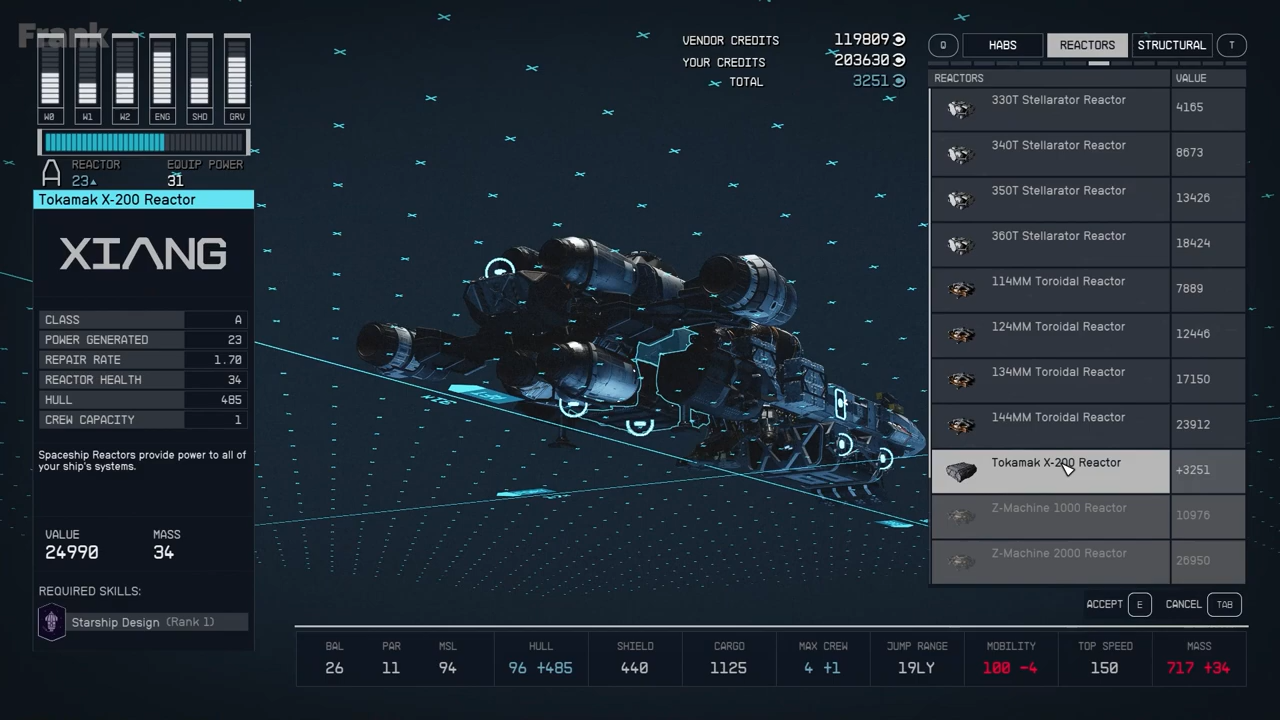 Frank
VENDOR CREDITS 119809
YOUR CREDITS 203630
TOTAL 3251
Q HABS REACTORS STRUCTURAL T
W0 W1 W2 ENG SHD GRV
REACTOR EQUIP POWER
A 23 31
Tokamak X-200 Reactor
XIANG
CLASS A
POWER GENERATED 23
REPAIR RATE 1.70
REACTOR HEALTH 34
HULL 485
CREW CAPACITY 1
Spaceship Reactors provide power to all of
your ship's systems.
VALUE MASS
24990 34
REQUIRED SKILLS:
Starship Design (Rank 1)
REACTORS VALUE
330T Stellarator Reactor 4165
340T Stellarator Reactor 8673
350T Stellarator Reactor 13426
360T Stellarator Reactor 18424
114MM Toroidal Reactor 7889
124MM Toroidal Reactor 12446
134MM Toroidal Reactor 17150
144MM Toroidal Reactor 23912
Tokamak X-200 Reactor +3251
Z-Machine 1000 Reactor 10976
Z-Machine 2000 Reactor 26950
ACCEPT E CANCEL TAB
BAL PAR MSL HULL SHIELD CARGO MAX CREW JUMP RANGE MOBILITY TOP SPEED MASS
26 11 94 96 +485 440 1125 4 +1 19LY 100 -4 150 717 +34